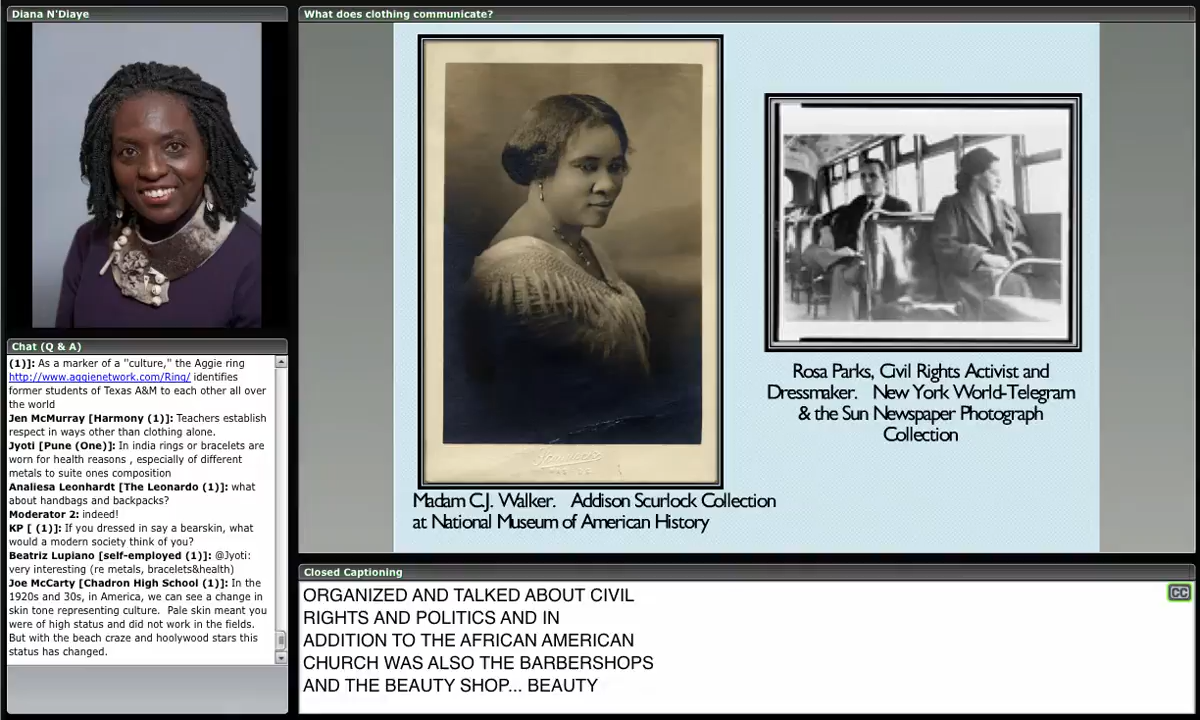 Diana N'Diaye
What does clothing communicate?
Rosa Parks, Civil Rights Activist and
Dressmaker. New York World-Telegram
& the Sun Newspaper Photograph
Collection
Madam C.J. Walker. Addison Scurlock Collection
at National Museum of American History
Chat (Q & A)
(1)]: As a marker of a "culture," the Aggie ring
http://www.aggienetwork.com/Ring/ identifies
former students of Texas A&M to each other all over
the world
Jen McMurray [Harmony (1)]: Teachers establish
respect in ways other than clothing alone.
Jyoti [Pune (One)]: In india rings or bracelets are
worn for health reasons , especially of different
metals to suite ones composition
Analiesa Leonhardt [The Leonardo (1)]: what
about handbags and backpacks?
Moderator 2: indeed!
KP [ (1)]: If you dressed in say a bearskin, what
would a modern society think of you?
Beatriz Lupiano [self-employed (1)]: @Jyoti:
very interesting (re metals, bracelets&health)
Joe McCarty [Chadron High School (1)]: In the
1920s and 30s, in America, we can see a change in
skin tone representing culture. Pale skin meant you
were of high status and did not work in the fields.
But with the beach craze and hoolywood stars this
status has changed.
Closed Captioning
CC
ORGANIZED AND TALKED ABOUT CIVIL
RIGHTS AND POLITICS AND IN
ADDITION TO THE AFRICAN AMERICAN
CHURCH WAS ALSO THE BARBERSHOPS
AND THE BEAUTY SHOP... BEAUTY